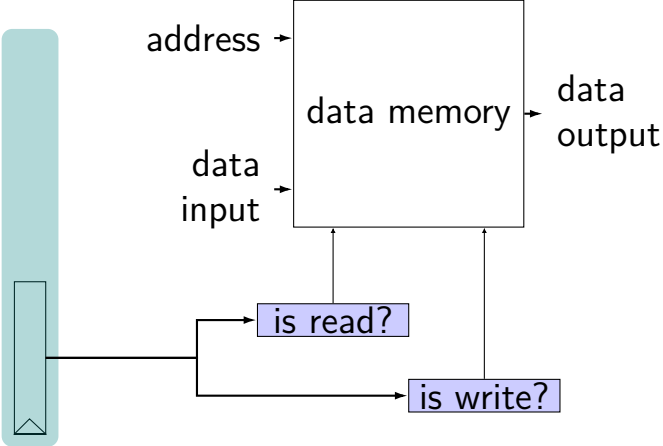 address
data memory
data
output
data
input
is read?
is write?